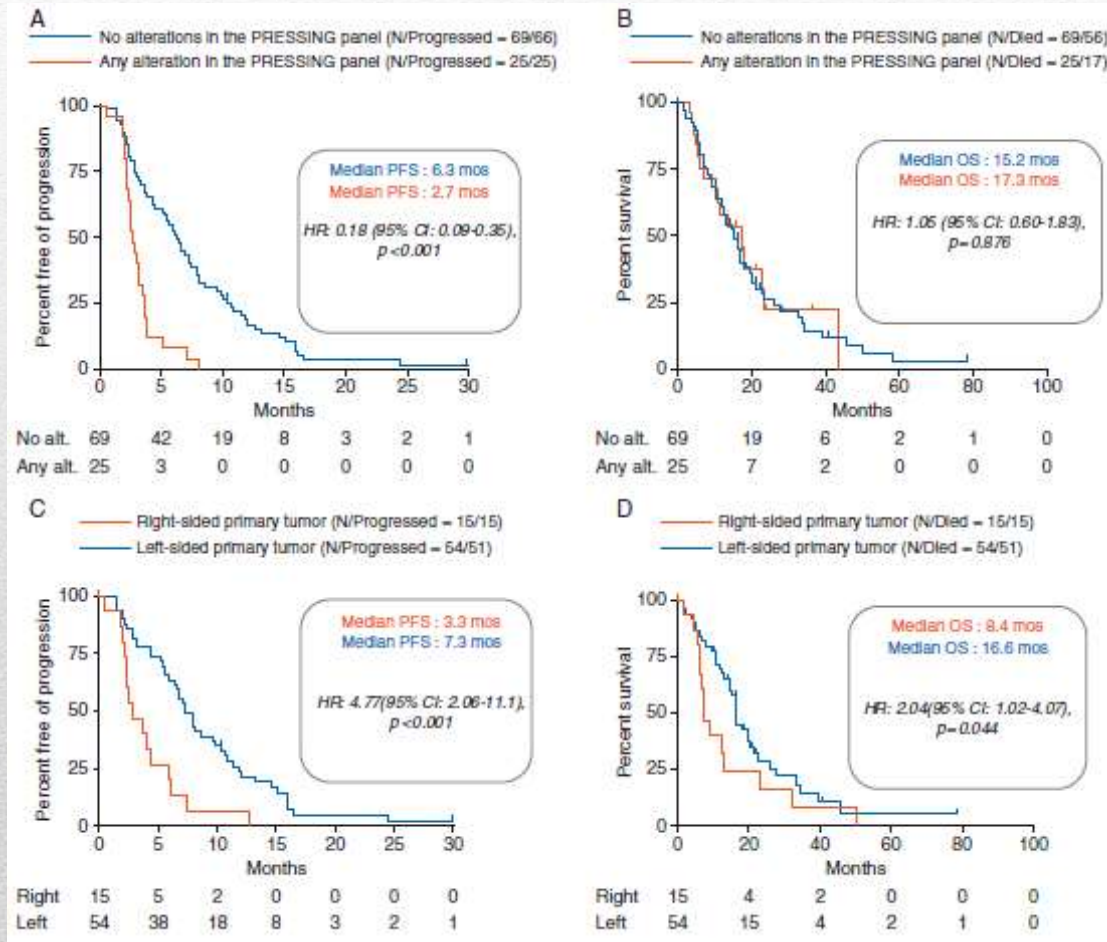 A
No alterations in the PRESSING panel (N/Progressed = 69/66)
Any alteration in the PRESSING panel (N/Progressed = 25/25)
Percent free of progression
100
75
50
25
0
Median PFS : 6.3 mos
Median PFS : 2.7 mos
HR: 0.18 (95% CI: 0.09-0.35),
p<0.001
0 5 10 15 20 25 30
Months
No alt. 69 42 19 8 3 2 1
Any alt. 25 3 0 0 0 0 0
B
No alterations in the PRESSING panel (N/Died = 69/56)
Any alteration in the PRESSING panel (N/Died = 25/17)
Percent survival
100
75
50
25
0
Median OS : 15.2 mos
Median OS : 17.3 mos
HR: 1.05 (95% CI: 0.60-1.83),
p=0.876
0 20 40 60 80 100
Months
No alt. 69 19 6 2 1 0
Any alt. 25 7 2 0 0 0
C
Right-sided primary tumor (N/Progressed = 15/15)
Left-sided primary tumor (N/Progressed = 54/51)
Percent free of progression
100
75
50
25
0
Median PFS : 3.3 mos
Median PFS : 7.3 mos
HR: 4.77(95% CI: 2.06-11.1),
p<0.001
0 5 10 15 20 25 30
Months
Right 15 5 2 0 0 0 0
Left 54 38 18 8 3 2 1
D
Right-sided primary tumor (N/Died = 15/15)
Left-sided primary tumor (N/Died = 54/51)
Percent survival
100
75
50
25
0
Median OS : 8.4 mos
Median OS : 16.6 mos
HR: 2.04(95% CI: 1.02-4.07),
p=0.044
0 20 40 60 80 100
Months
Right 15 4 2 0 0 0
Left 54 15 4 2 1 0